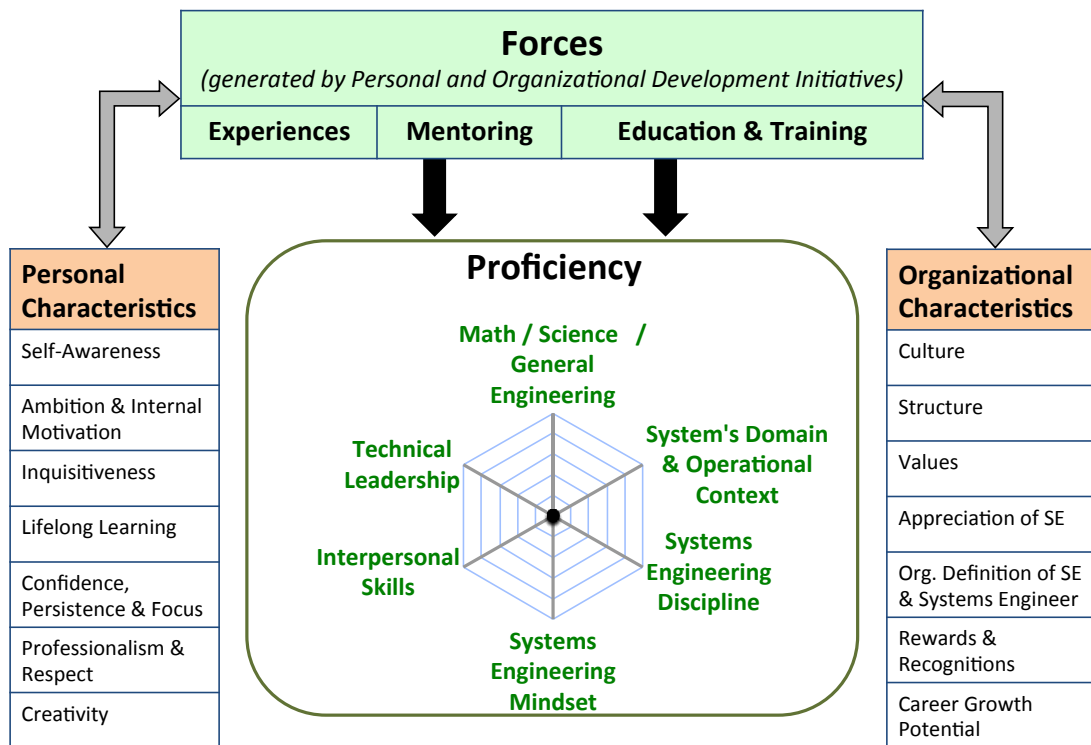 Forces
(generated by Personal and Organizational Development Initiatives)
Experiences
Mentoring
Education & Training
Personal
Characteristics
Self-Awareness
Ambition & Internal
Motivation
Inquisitiveness
Lifelong Learning
Confidence,
Persistence & Focus
Professionalism &
Respect
Creativity
Proficiency
Math / Science /
General
Engineering
System's Domain
& Operational
Context
Systems
Engineering
Discipline
Systems
Engineering
Mindset
Interpersonal
Skills
Technical
Leadership
Organizational
Characteristics
Culture
Structure
Values
Appreciation of SE
Org. Definition of SE
& Systems Engineer
Rewards &
Recognitions
Career Growth
Potential